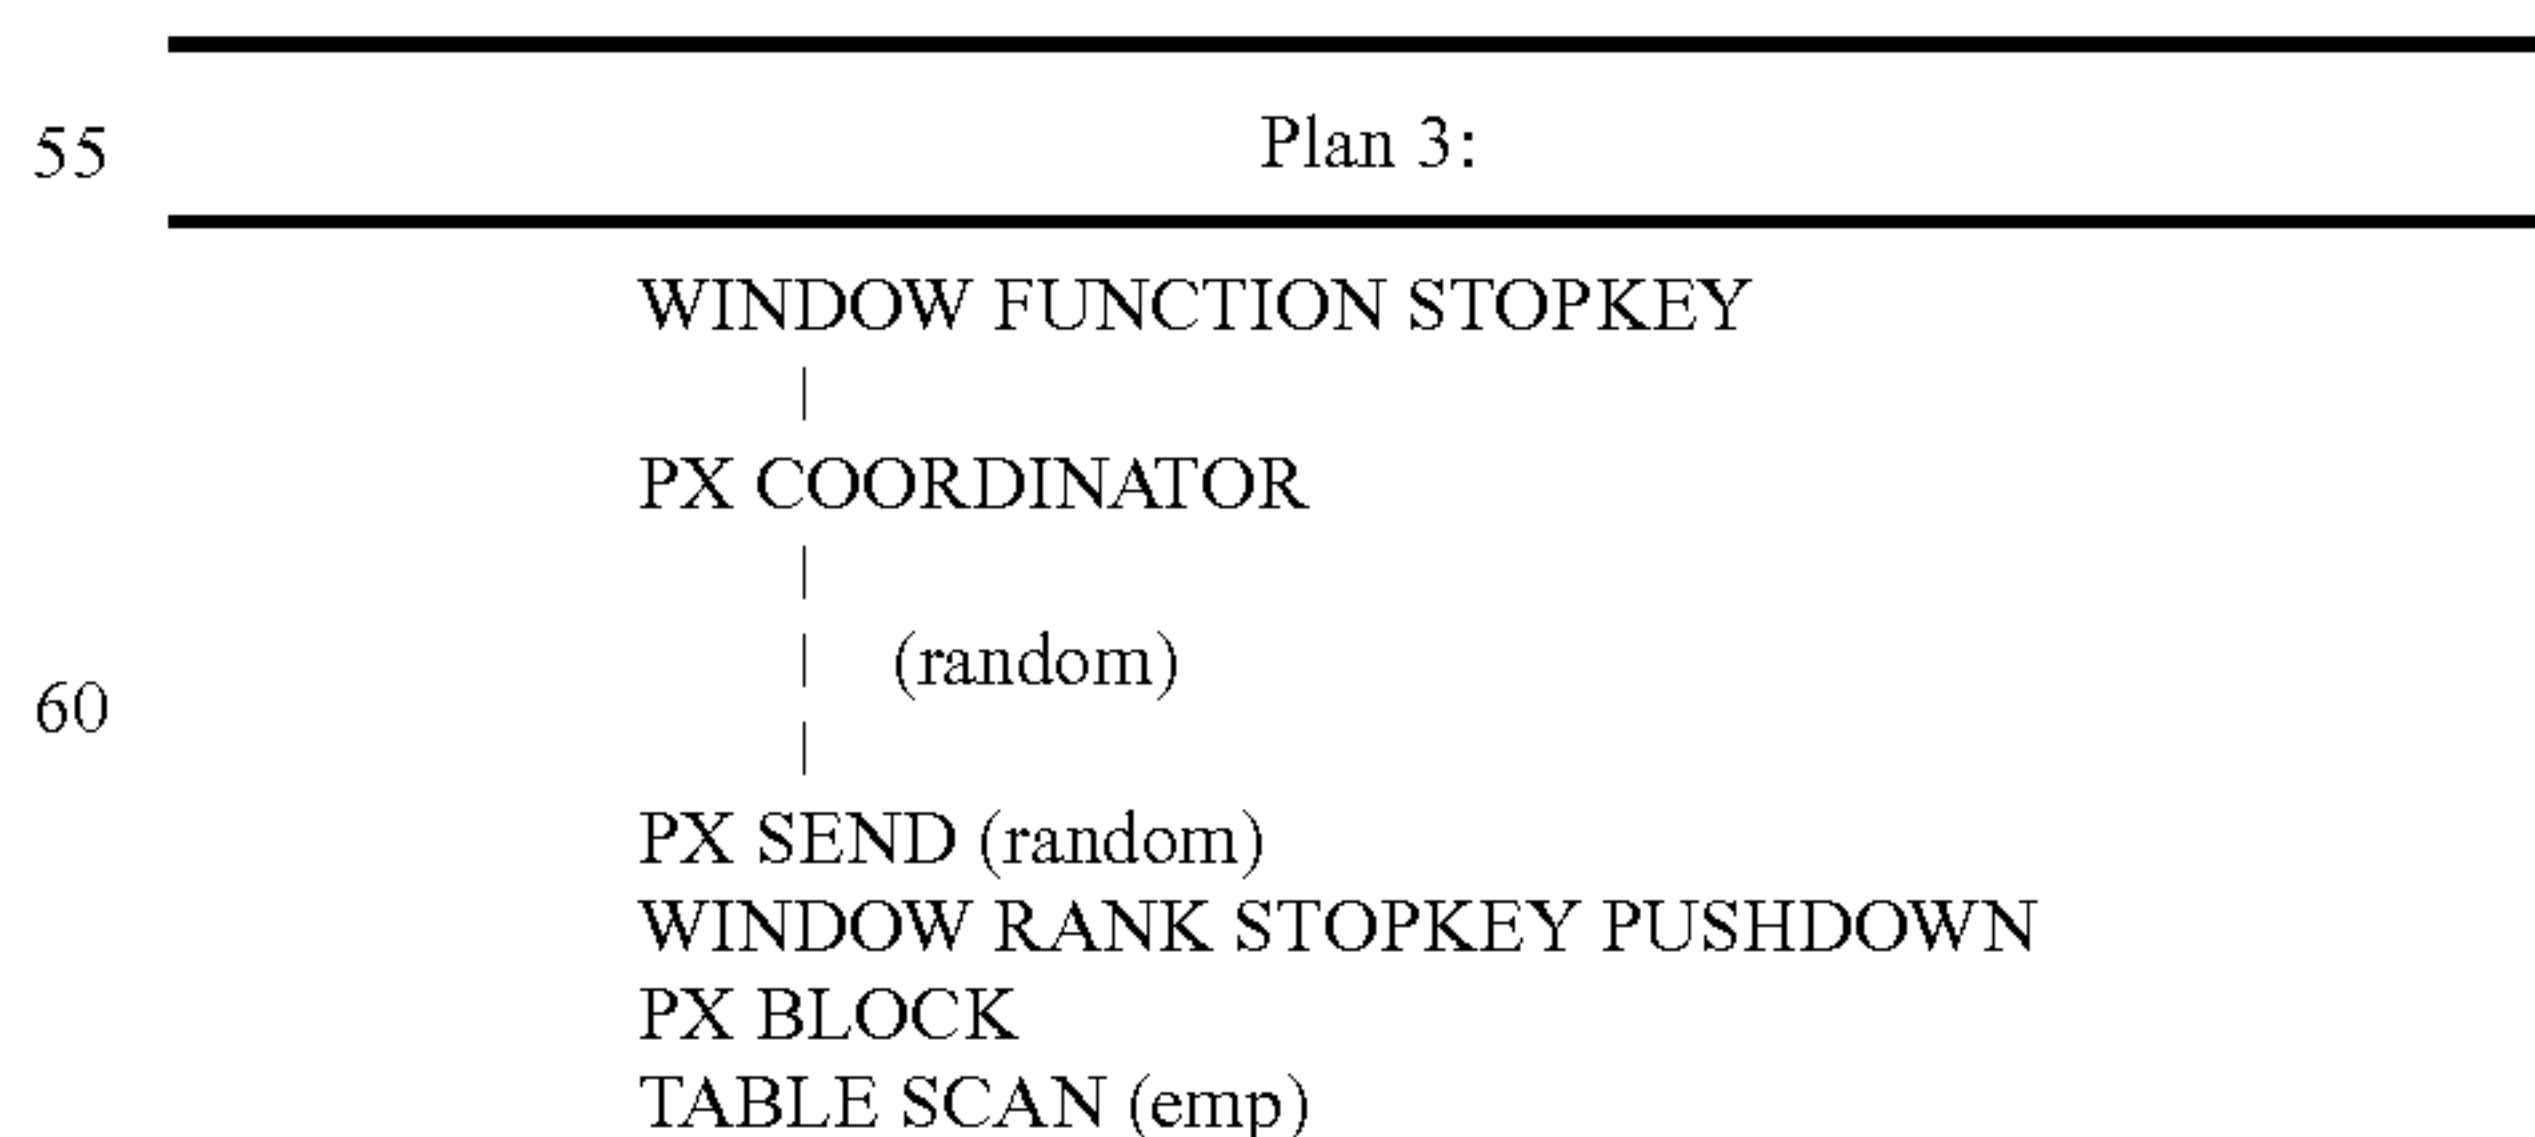 55
Plan 3:
WINDOW FUNCTION STOPKEY
|
PX COORDINATOR
|
| (random)
60
|
PX SEND (random)
WINDOW RANK STOPKEY PUSHDOWN
PX BLOCK
TABLE SCAN (emp)